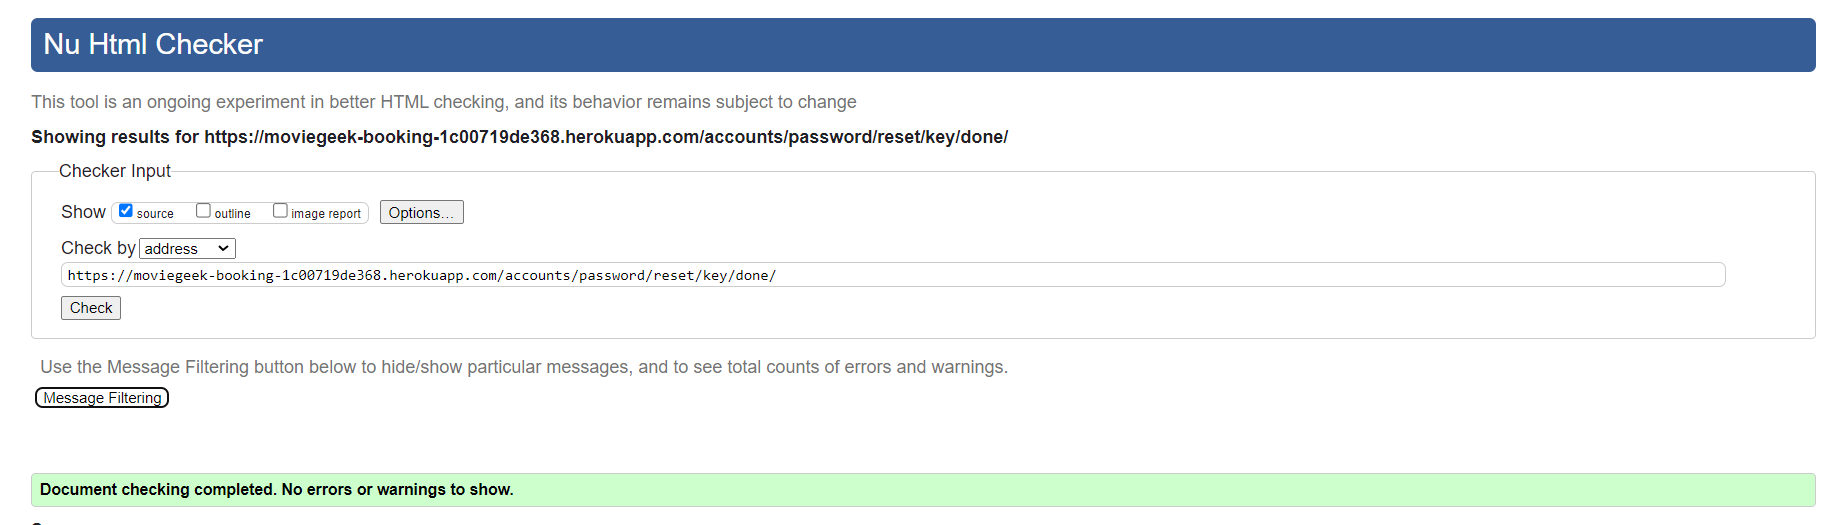 Nu Html Checker
This tool is an ongoing experiment in better HTML checking, and its behavior remains subject to change
Showing results for https://moviegeek-booking-1c00719de368.herokuapp.com/accounts/password/reset/key/done/
Checker Input
Show source outline image report Options...
Check by address
https://moviegeek-booking-1c00719de368.herokuapp.com/accounts/password/reset/key/done/
Check
Use the Message Filtering button below to hide/show particular messages, and to see total counts of errors and warnings.
Message Filtering
Document checking completed. No errors or warnings to show.